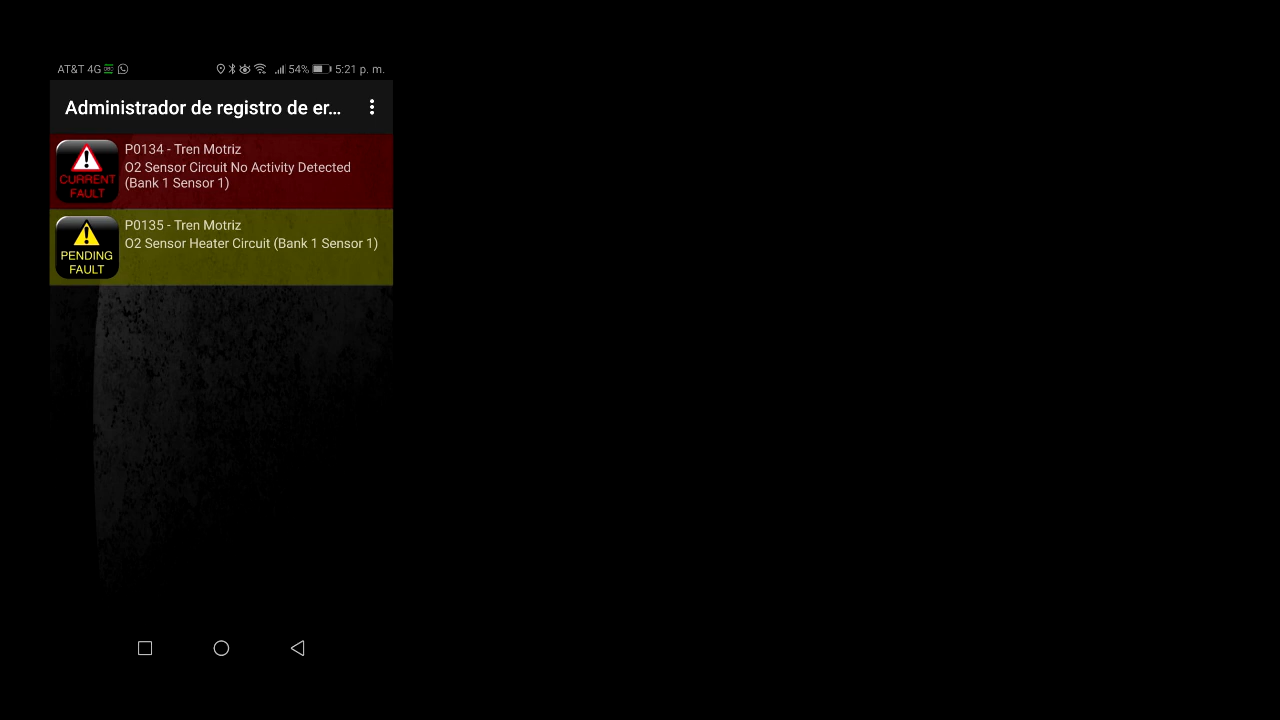 AT&T 4G 54% 5:21 p. m.
Administrador de registro de er...
P0134 - Tren Motriz
O2 Sensor Circuit No Activity Detected
(Bank 1 Sensor 1)
CURRENT
FAULT
P0135 - Tren Motriz
O2 Sensor Heater Circuit (Bank 1 Sensor 1)
PENDING
FAULT